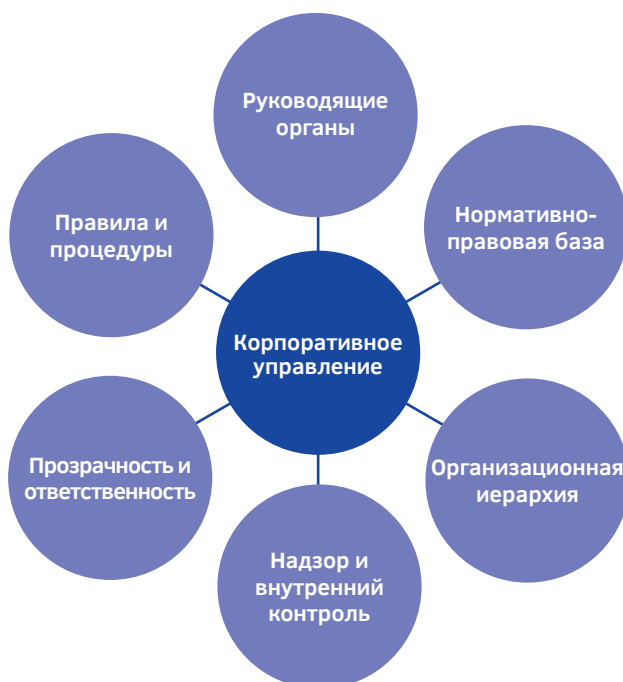 Руководящие
органы
Правила и
процедуры
Нормативно-
правовая база
Корпоративное
управление
Прозрачность и
ответственность
Организационная
иерархия
Надзор и
внутренний
контроль